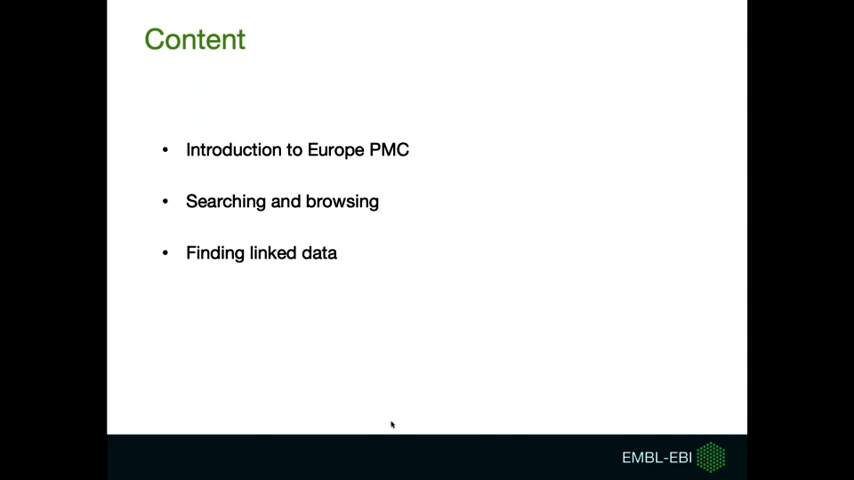 Content
• Introduction to Europe PMC
• Searching and browsing
• Finding linked data
EMBL-EBI